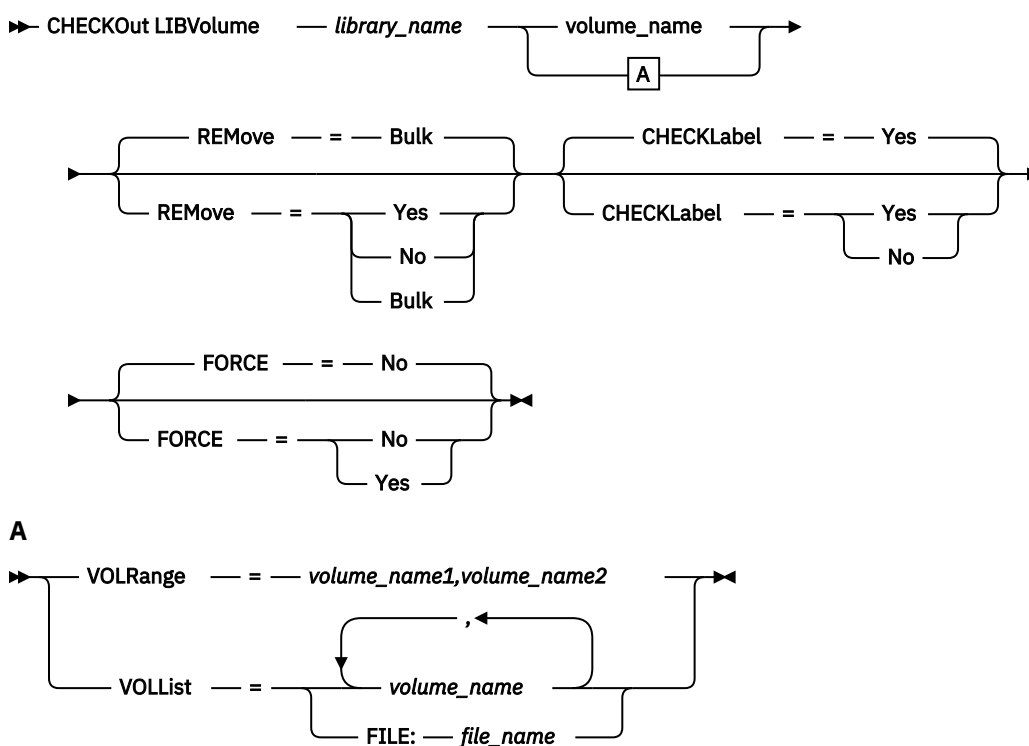 CHECKOut LIBVolume library_name volume_name
A
REMove = Bulk CHECKLabel = Yes
REMove = Yes CHECKLabel = Yes
No No
Bulk
FORCE = No
FORCE = No
Yes
A
VOLRange = volume_name1,volume_name2
,
VOLList = volume_name
FILE: file_name